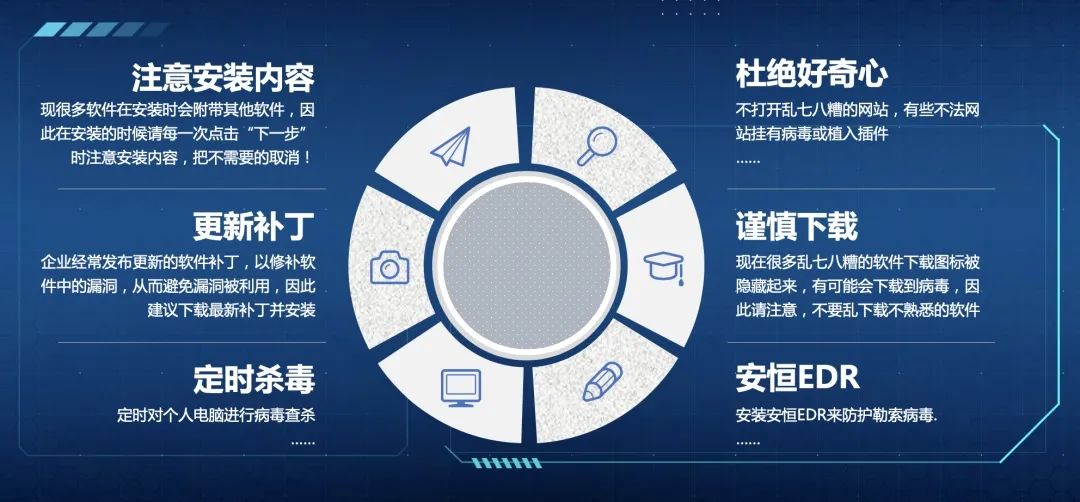 注意安装内容
现很多软件在安装时会附带其他软件，因
此在安装的时候请每一次点击“下一步”
时注意安装内容，把不需要的取消！
更新补丁
企业经常发布更新的软件补丁，以修补软
件中的漏洞，从而避免漏洞被利用，因此
建议下载最新补丁并安装
定时杀毒
定时对个人电脑进行病毒查杀
......
杜绝好奇心
不打开乱七八糟的网站，有些不法网
站挂有病毒或植入插件
......
谨慎下载
现在很多乱七八糟的软件下载图标被
隐藏起来，有可能会下载到病毒，因
此请注意，不要乱下载不熟悉的软件
安恒EDR
安装安恒EDR来防护勒索病毒.
......